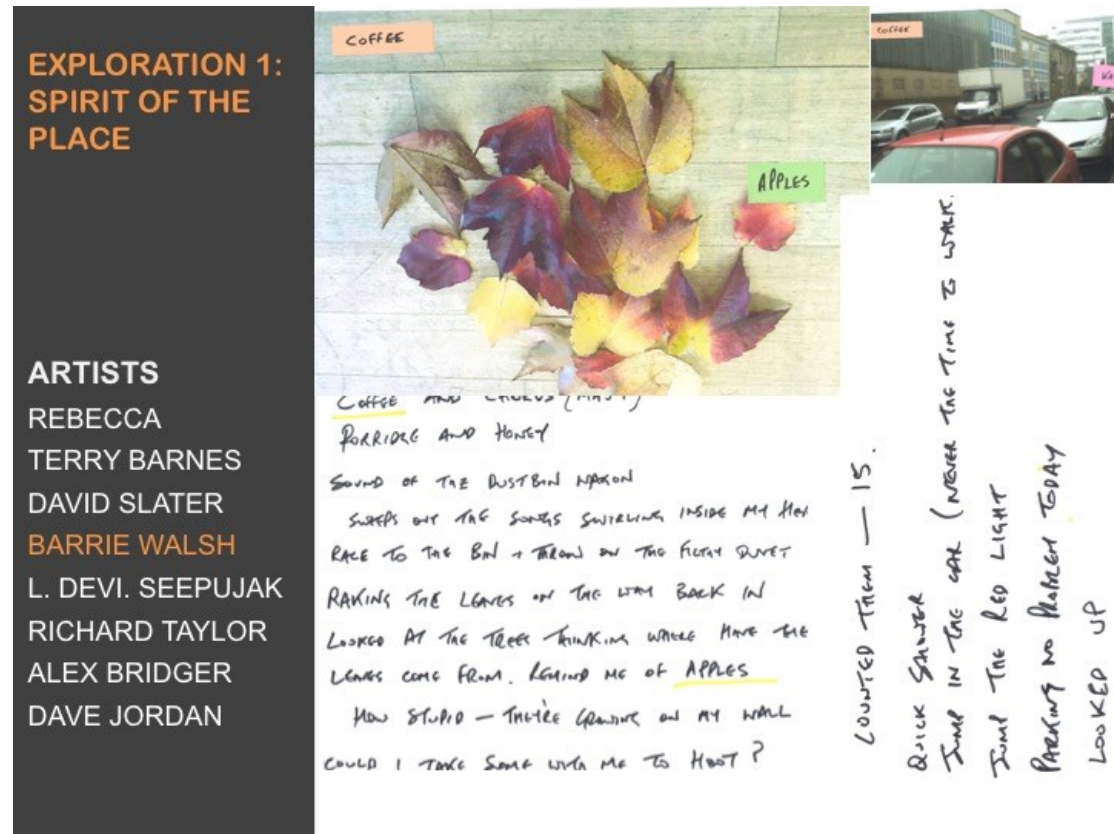 EXPLORATION 1:
SPIRIT OF THE
PLACE
ARTISTS
REBECCA
TERRY BARNES
DAVID SLATER
BARRIE WALSH
L. DEVI. SEEPUJAK
RICHARD TAYLOR
ALEX BRIDGER
DAVE JORDAN
COFFEE
APPLES
COFFEE AND
PORRIDGE AND HONEY
SOUND OF THE DUSTBIN WAGON
SWEEPS OUT THE SONGS SWIRLING INSIDE MY
RACE TO THE BIN + THROW ON THE FILTHY DUVET
RAKING THE LEAVES ON THE WAY BACK IN
LOOKED AT THE TREES THINKING WHERE HAVE THE
LEAVES COME FROM. REMIND ME OF APPLES
HOW STUPID — THEY'RE GROWING ON MY WALL
COULD I TAKE SOME WITH ME TO HOOT?
COFFEE
COUNTED THEM — 15.
QUICK SHOWER
JUMP IN THE CAR (NEVER THE TIME TO WALK.
JUMP THE RED LIGHT
PARKING NO PROBLEM TODAY
LOOKED UP